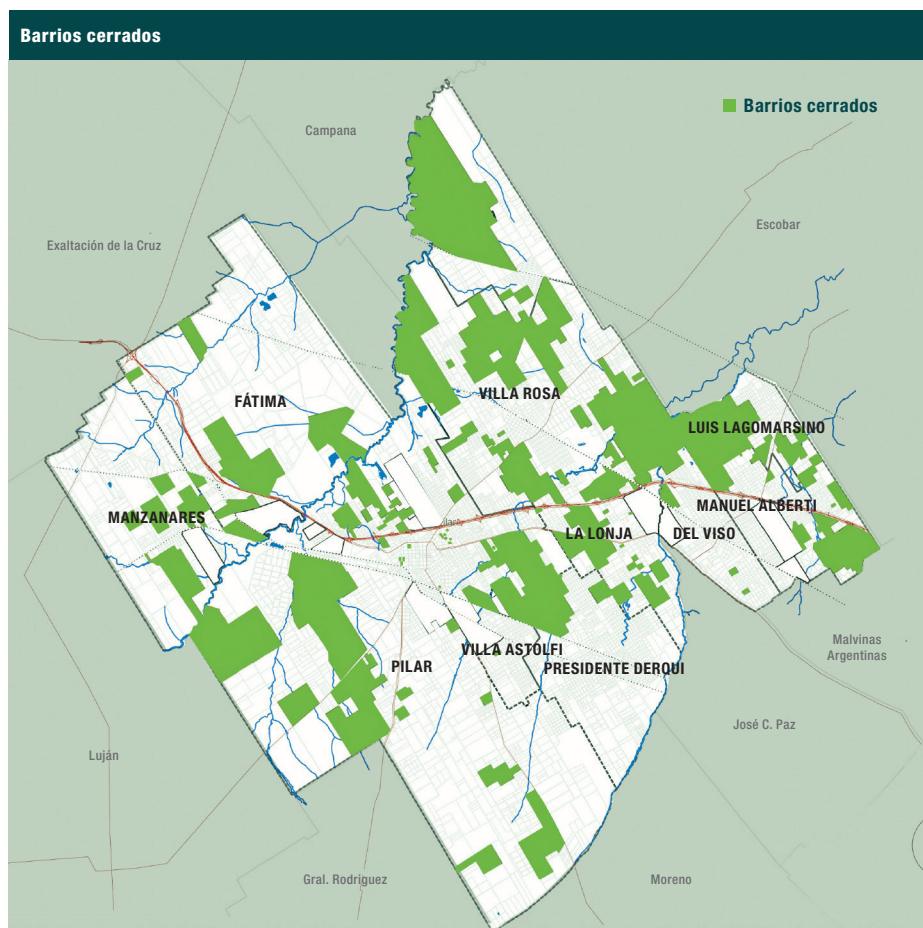 Barrios cerrados
Barrios cerrados
Campana
Escobar
Exaltación de la Cruz
FÁTIMA
VILLA ROSA
LUIS LAGOMARSINO
MANZANARES
MANUEL ALBERTI
LA LONJA
DEL VISO
Malvinas
Argentinas
VILLA ASTOLFI
PILAR
PRESIDENTE DERQUI
José C. Paz
Luján
Gral. Rodriguez
Moreno